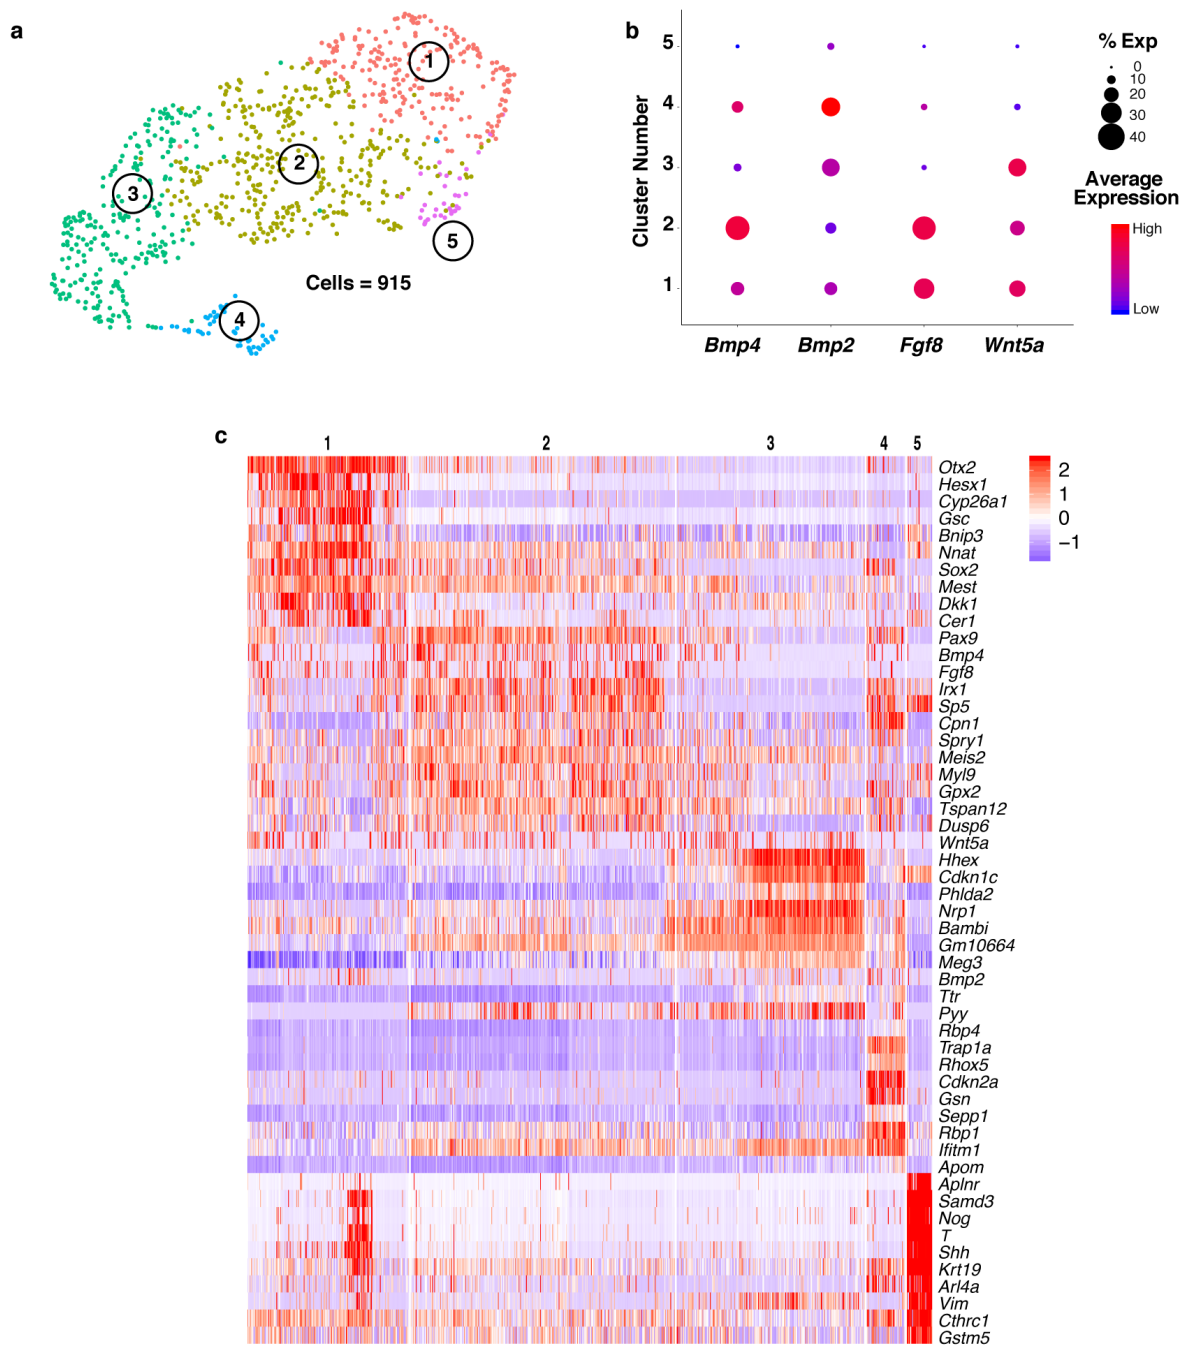 a
1
2
3
4
5
Cells = 915
b
Cluster Number
5
4
3
2
1
Bmp4 Bmp2 Fgf8 Wnt5a
% Exp
0
10
20
30
40
Average
Expression
High
Low
c
1 2 3 4 5
Otx2
Hesx1
Cyp26a1
Gsc
Bnip3
Nnat
Sox2
Mest
Dkk1
Cer1
Pax9
Bmp4
Fgf8
Irx1
Sp5
Cpn1
Spry1
Meis2
Myl9
Gpx2
Tspan12
Dusp6
Wnt5a
Hhex
Cdkn1c
Phlda2
Nrp1
Bambi
Gm10664
Meg3
Bmp2
Ttr
Pyy
Rbp4
Trap1a
Rhox5
Cdkn2a
Gsn
Sepp1
Rbp1
Ifitm1
Apom
Aplnr
Samd3
Nog
T
Shh
Krt19
Arl4a
Vim
Cthrc1
Gstm5
2
1
0
−1